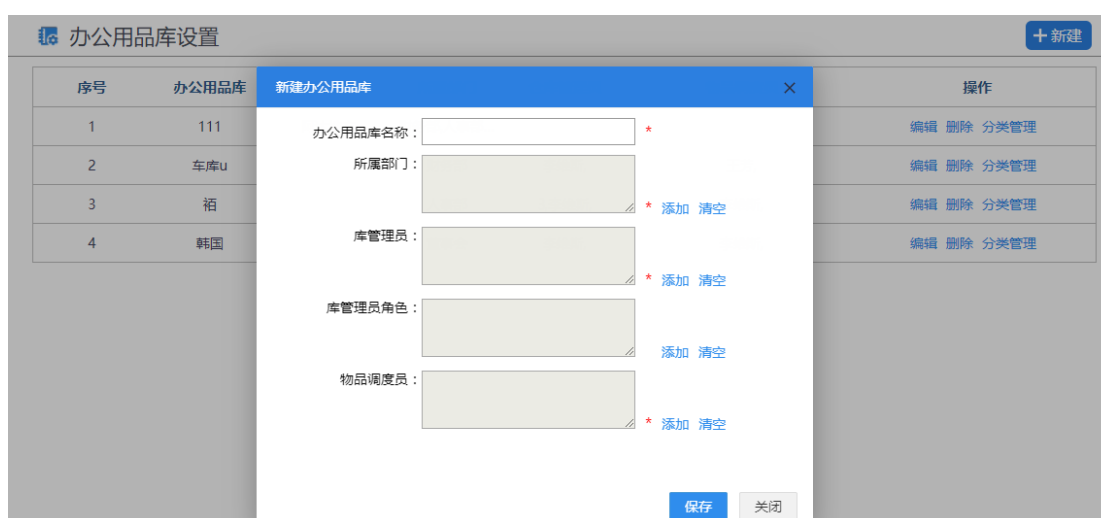 办公用品库设置
+ 新建
序号 办公用品库 操作
新建办公用品库 ×
1 111 编辑 删除 分类管理
办公用品库名称： *
2 车库u 编辑 删除 分类管理
所属部门： * 添加 清空
3 祖 编辑 删除 分类管理
库管理员： * 添加 清空
4 韩国 编辑 删除 分类管理
库管理员角色： 添加 清空
物品调度员： * 添加 清空
保存 关闭